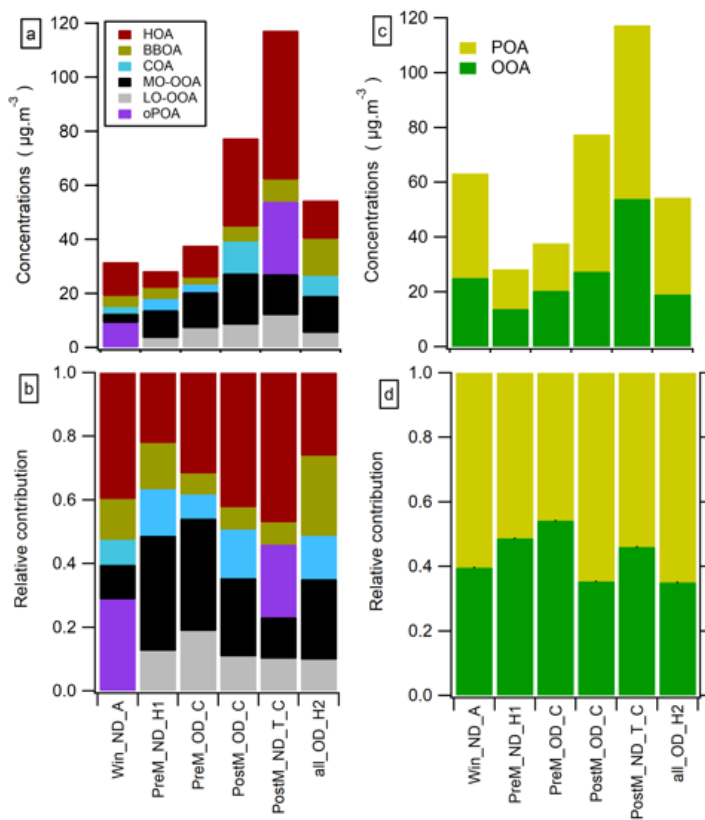 a
HOA
BBOA
COA
MO-OOA
LO-OOA
oPOA
120
100
80
60
40
20
0
Concentrations ( µg.m⁻³ )
b
1.0
0.8
0.6
0.4
0.2
0.0
Relative contribution
Win_ND_A
PreM_ND_H1
PreM_OD_C
PostM_OD_C
PostM_ND_T_C
all_OD_H2
c
POA
OOA
120
100
80
60
40
20
0
Concentrations ( µg.m⁻³ )
d
1.0
0.8
0.6
0.4
0.2
0.0
Relative contribution
Win_ND_A
PreM_ND_H1
PreM_OD_C
PostM_OD_C
PostM_ND_T_C
all_OD_H2